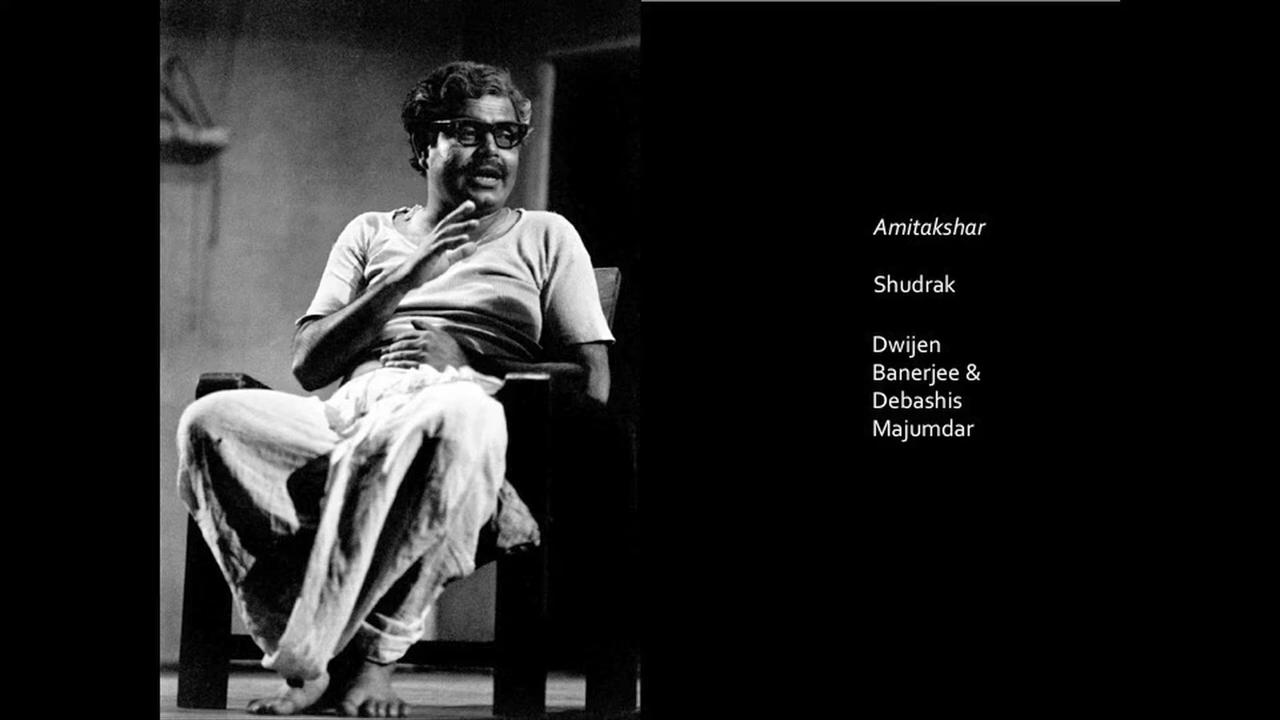 Amitakshar
Shudrak
Dwijen
Banerjee &
Debashis
Majumdar